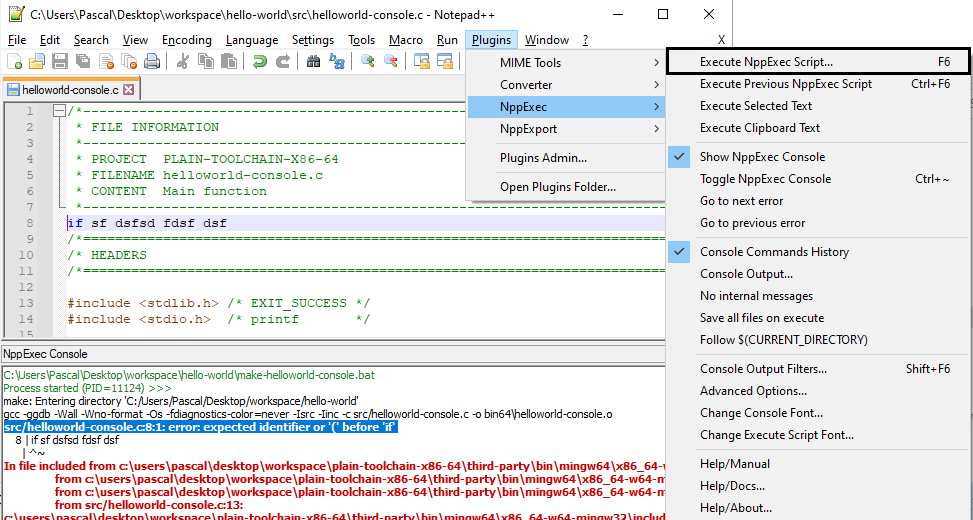 C:\Users\Pascal\Desktop\workspace\hello-world\src\helloworld-console.c - Notepad++
File Edit Search View Encoding Language Settings Tools Macro Run Plugins Window ? X
helloworld-console.c
1 /*-----------------------------------------------------------
2 * FILE INFORMATION
3 *-----------------------------------------------------------
4 * PROJECT PLAIN-TOOLCHAIN-X86-64
5 * FILENAME helloworld-console.c
6 * CONTENT Main function
7 *-----------------------------------------------------------
8 if sf dsfsd fdsf dsf
9 /*===========================================================
10 /* HEADERS
11 /*===========================================================
12
13 #include <stdlib.h> /* EXIT_SUCCESS */
14 #include <stdio.h> /* printf */
15
MIME Tools
Converter
NppExec
NppExport
Plugins Admin...
Open Plugins Folder...
Execute NppExec Script... F6
Execute Previous NppExec Script Ctrl+F6
Execute Selected Text
Execute Clipboard Text
Show NppExec Console
Toggle NppExec Console Ctrl+~
Go to next error
Go to previous error
Console Commands History
Console Output...
No internal messages
Save all files on execute
Follow $(CURRENT_DIRECTORY)
Console Output Filters... Shift+F6
Advanced Options...
Change Console Font...
Change Execute Script Font...
Help/Manual
Help/Docs...
Help/About...
NppExec Console
C:\Users\Pascal\Desktop\workspace\hello-world\make-helloworld-console.bat
Process started (PID=11124) >>>
make: Entering directory 'C:/Users/Pascal/Desktop/workspace/hello-world'
gcc -ggdb -Wall -Wno-format -Os -fdiagnostics-color=never -Isrc -Iinc -c src/helloworld-console.c -o bin64\helloworld-console.o
src/helloworld-console.c:8:1: error: expected identifier or '(' before 'if'
8 | if sf dsfsd fdsf dsf
| ^~
In file included from c:\users\pascal\desktop\workspace\plain-toolchain-x86-64\third-party\bin\mingw64\x86_64-w
from c:\users\pascal\desktop\workspace\plain-toolchain-x86-64\third-party\bin\mingw64\x86_64-w64-m
from c:\users\pascal\desktop\workspace\plain-toolchain-x86-64\third-party\bin\mingw64\x86_64-w64-m
from src/helloworld-console.c:13:
c:\users\pascal\desktop\workspace\plain-toolchain-x86-64\third-party\bin\mingw64\x86_64-w64-mingw32\includ